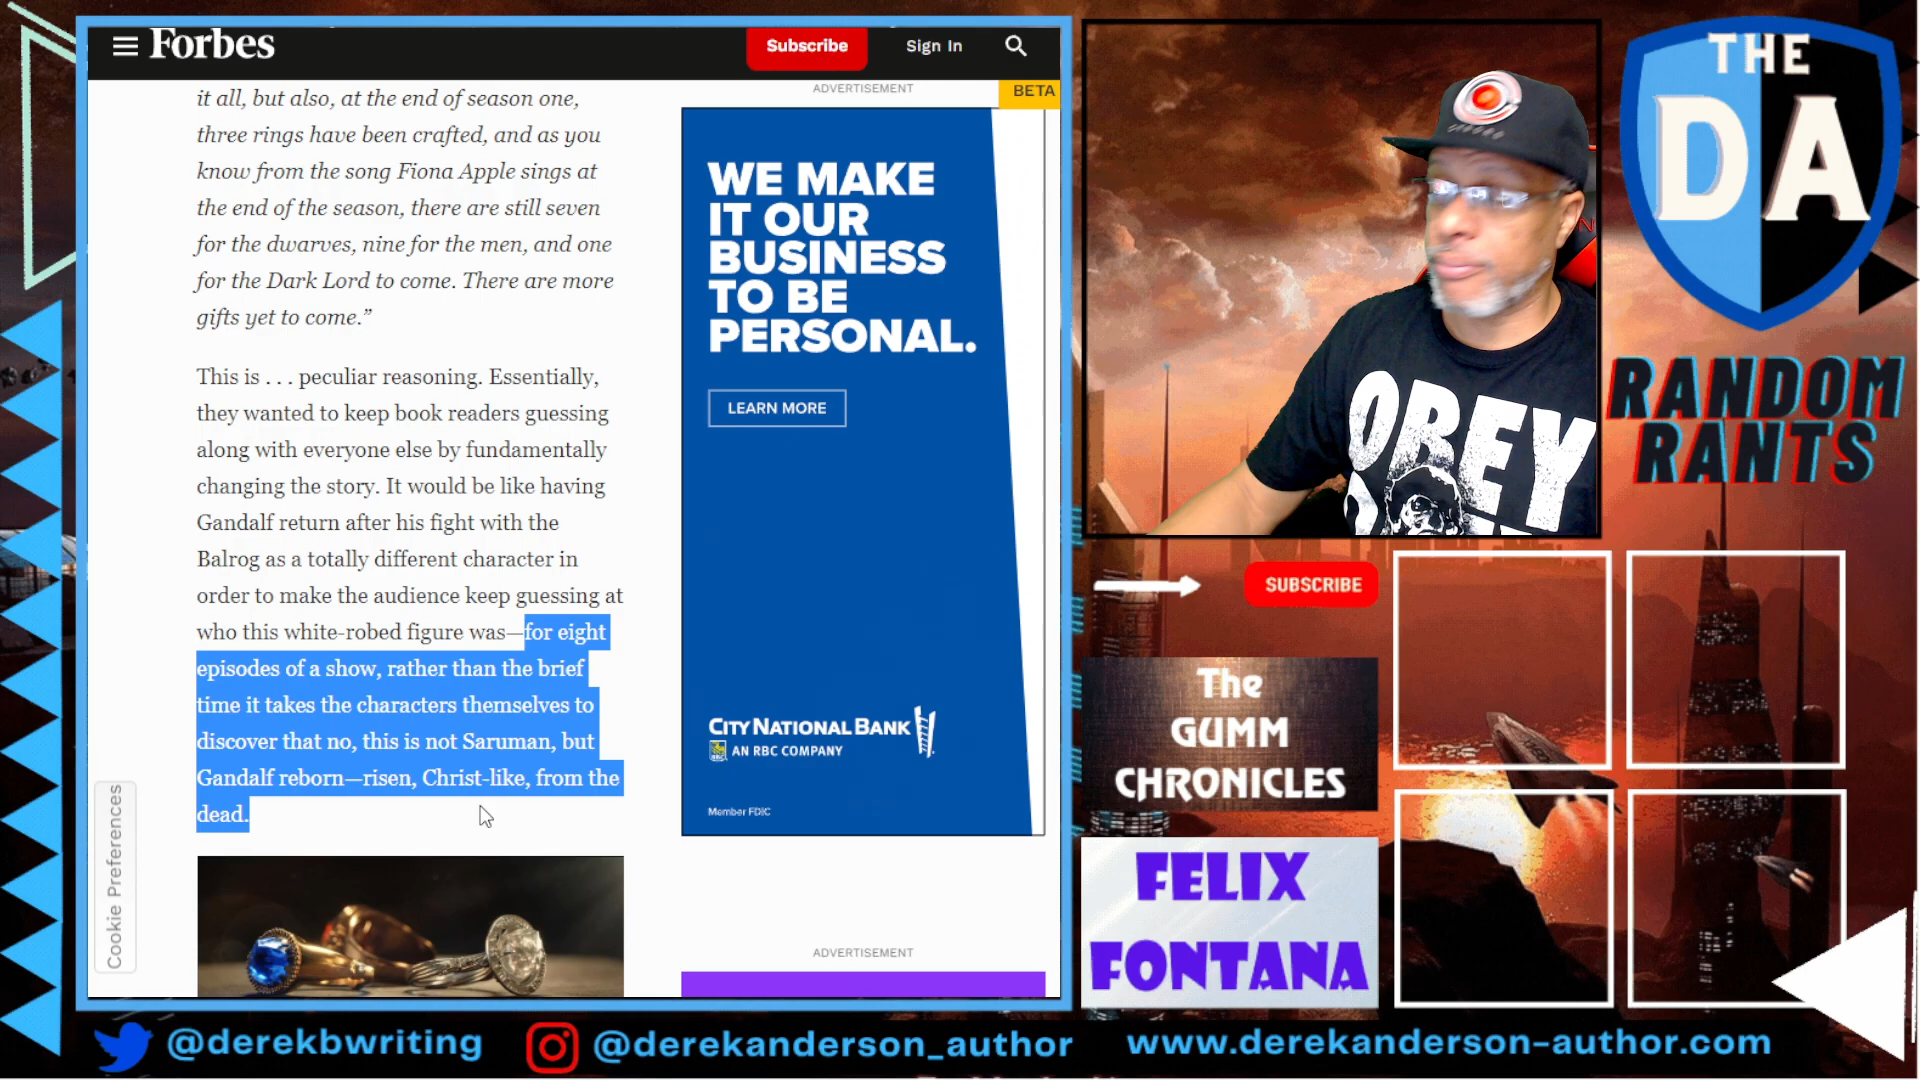 Forbes
Subscribe
Sign In
ADVERTISEMENT
BETA
it all, but also, at the end of season one,
three rings have been crafted, and as you
know from the song Fiona Apple sings at
the end of the season, there are still seven
for the dwarves, nine for the men, and one
for the Dark Lord to come. There are more
gifts yet to come.”
This is . . . peculiar reasoning. Essentially,
they wanted to keep book readers guessing
along with everyone else by fundamentally
changing the story. It would be like having
Gandalf return after his fight with the
Balrog as a totally different character in
order to make the audience keep guessing at
who this white-robed figure was—for eight
episodes of a show, rather than the brief
time it takes the characters themselves to
discover that no, this is not Saruman, but
Gandalf reborn—risen, Christ-like, from the
dead.
Cookie Preferences
WE MAKE
IT OUR
BUSINESS
TO BE
PERSONAL.
LEARN MORE
CITY NATIONAL BANK
AN RBC COMPANY
Member FDIC
ADVERTISEMENT
OBEY
THE
DA
RANDOM
RANTS
SUBSCRIBE
The
GUMM
CHRONICLES
FELIX
FONTANA
@derekbwriting
@derekanderson_author
www.derekanderson-author.com